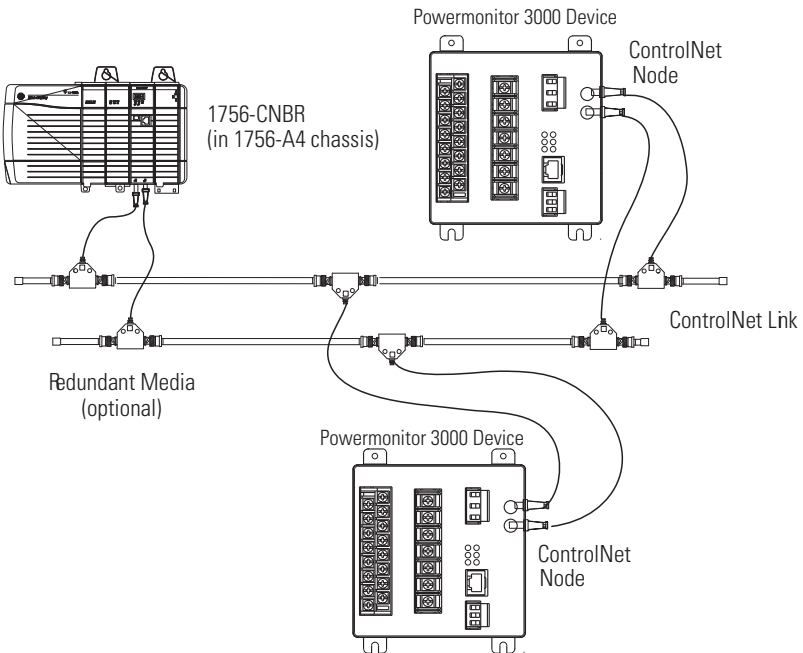 Powermonitor 3000 Device
ControlNet
Node
1756-CNBR
(in 1756-A4 chassis)
ControlNet Link
Redundant Media
(optional)
Powermonitor 3000 Device
ControlNet
Node